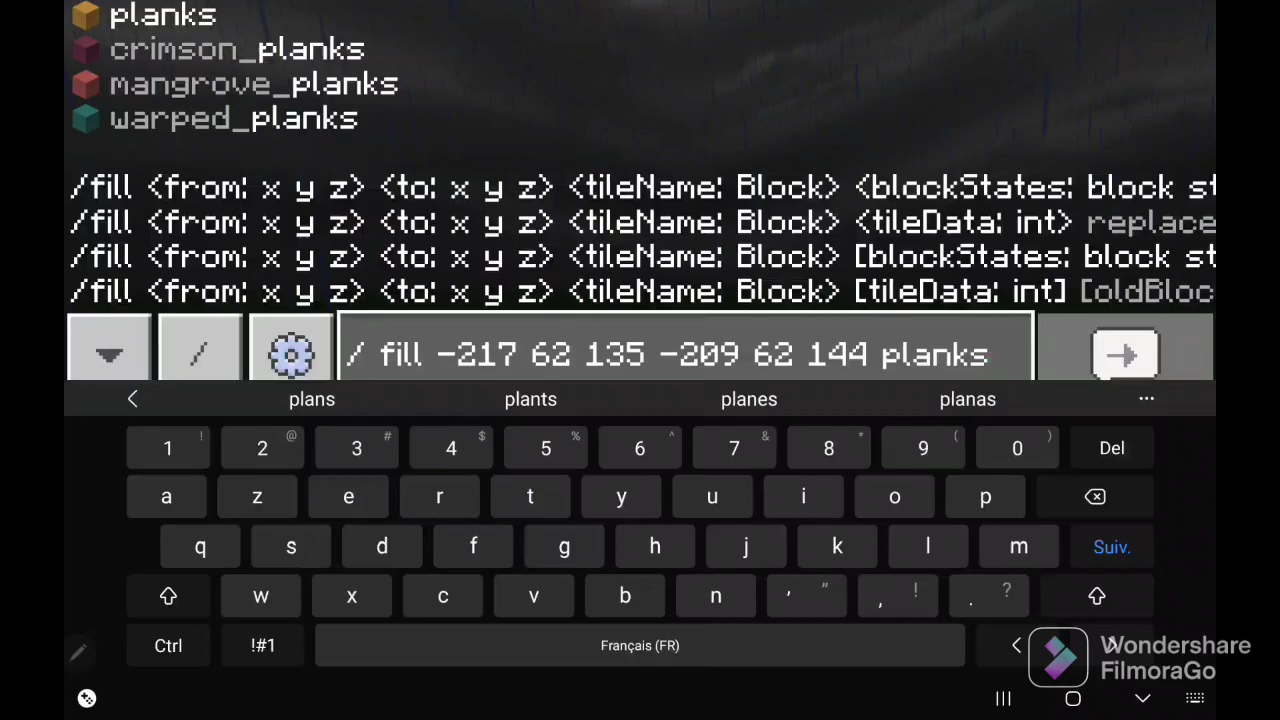 planks
crimson_planks
mangrove_planks
warped_planks
/fill <from: x y z> <to: x y z> <tileName: Block> <blockStates: block st
/fill <from: x y z> <to: x y z> <tileName: Block> <tileData: int> replace
/fill <from: x y z> <to: x y z> <tileName: Block> [blockStates: block st
/fill <from: x y z> <to: x y z> <tileName: Block> [tileData: int] [oldBloc
/ / fill -217 62 135 -209 62 144 planks
plans plants planes planas ...
1 ! 2 @ 3 # 4 $ 5 % 6 ^ 7 & 8 * 9 ( 0 ) Del
a z e r t y u i o p
q s d f g h j k l m Suiv.
w x c v b n ' " , ! . ?
Ctrl !#1 Français (FR) <
Wondershare
FilmoraGo